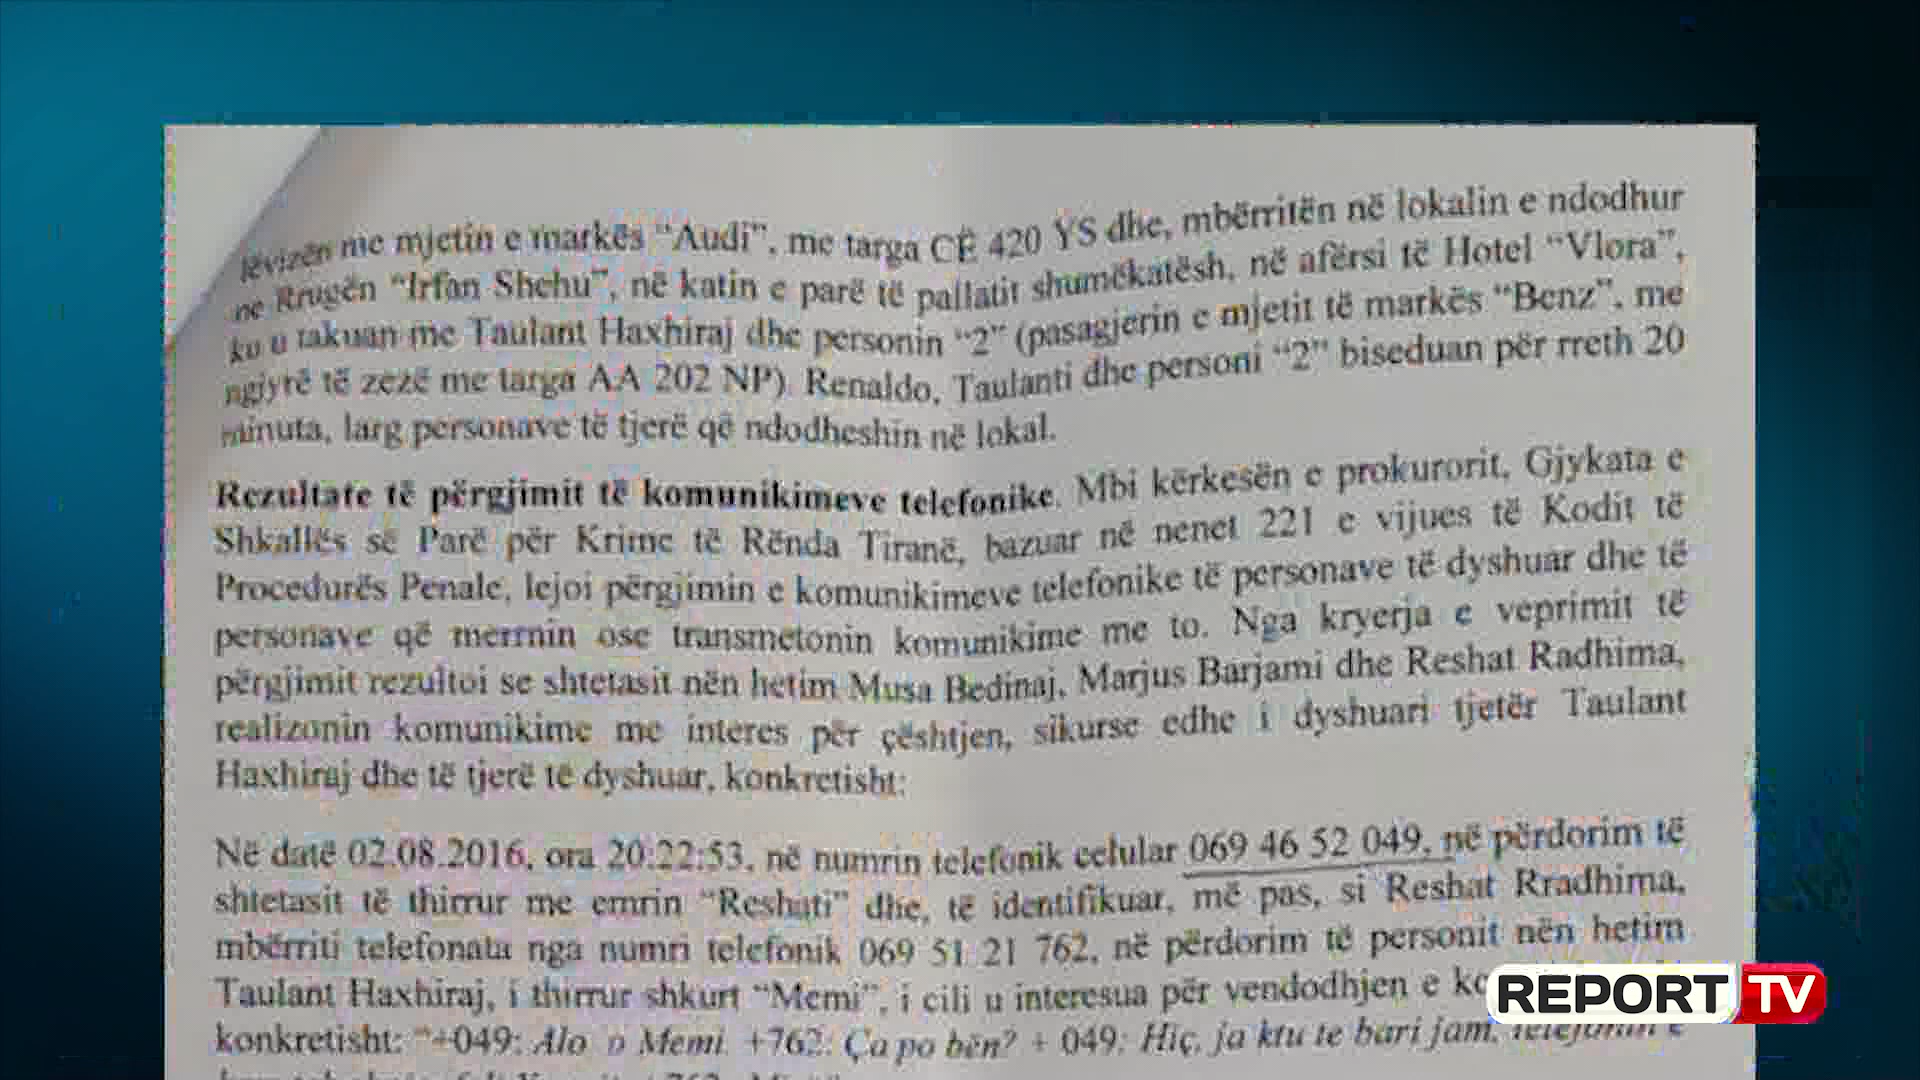 lëvizën me mjetin e markës “Audi”, me targa CE 420 YS dhe, mbërritën në lokalin e ndodhur
ne Rrugën “Irfan Shehu”, në katin e parë të pallatit shumëkatësh, në afërsi të Hotel “Vlora”,
ku u takuan me Taulant Haxhiraj dhe personin “2” (pasagjerin e mjetit të markës “Benz”, me
ngjyrë të zezë me targa AA 202 NP). Renaldo, Taulanti dhe personi “2” biseduan për rreth 20
minuta, larg personave të tjerë që ndodheshin në lokal.
Rezultate të përgjimit të komunikimeve telefonike. Mbi kërkesën e prokurorit, Gjykata e
Shkallës së Parë për Krime të Rënda Tiranë, bazuar në nenet 221 e vijues të Kodit të
Procedurës Penale, lejoi përgjimin e komunikimeve telefonike të personave të dyshuar dhe të
personave që merrnin ose transmetonin komunikime me to. Nga kryerja e veprimit të
përgjimit rezultoi se shtetasit nën hetim Musa Bedinaj, Marjus Barjami dhe Reshat Radhima,
realizonin komunikime me interes për çështjen, sikurse edhe i dyshuari tjetër Taulant
Haxhiraj dhe të tjerë të dyshuar, konkretisht:
Në datë 02.08.2016, ora 20:22:53, në numrin telefonik celular 069 46 52 049, në përdorim të
shtetasit të thirrur me emrin “Reshati” dhe, të identifikuar, më pas, si Reshat Rradhima,
mbërriti telefonata nga numri telefonik 069 51 21 762, në përdorim të personit nën hetim
Taulant Haxhiraj, i thirrur shkurt “Memi”, i cili u interesua për vendodhjen e
konkretisht: “+049: Alo o Memi. +762: Ça po bën? + 049: Hiç, ja ktu te bari jam, telefonin e
REPORT TV